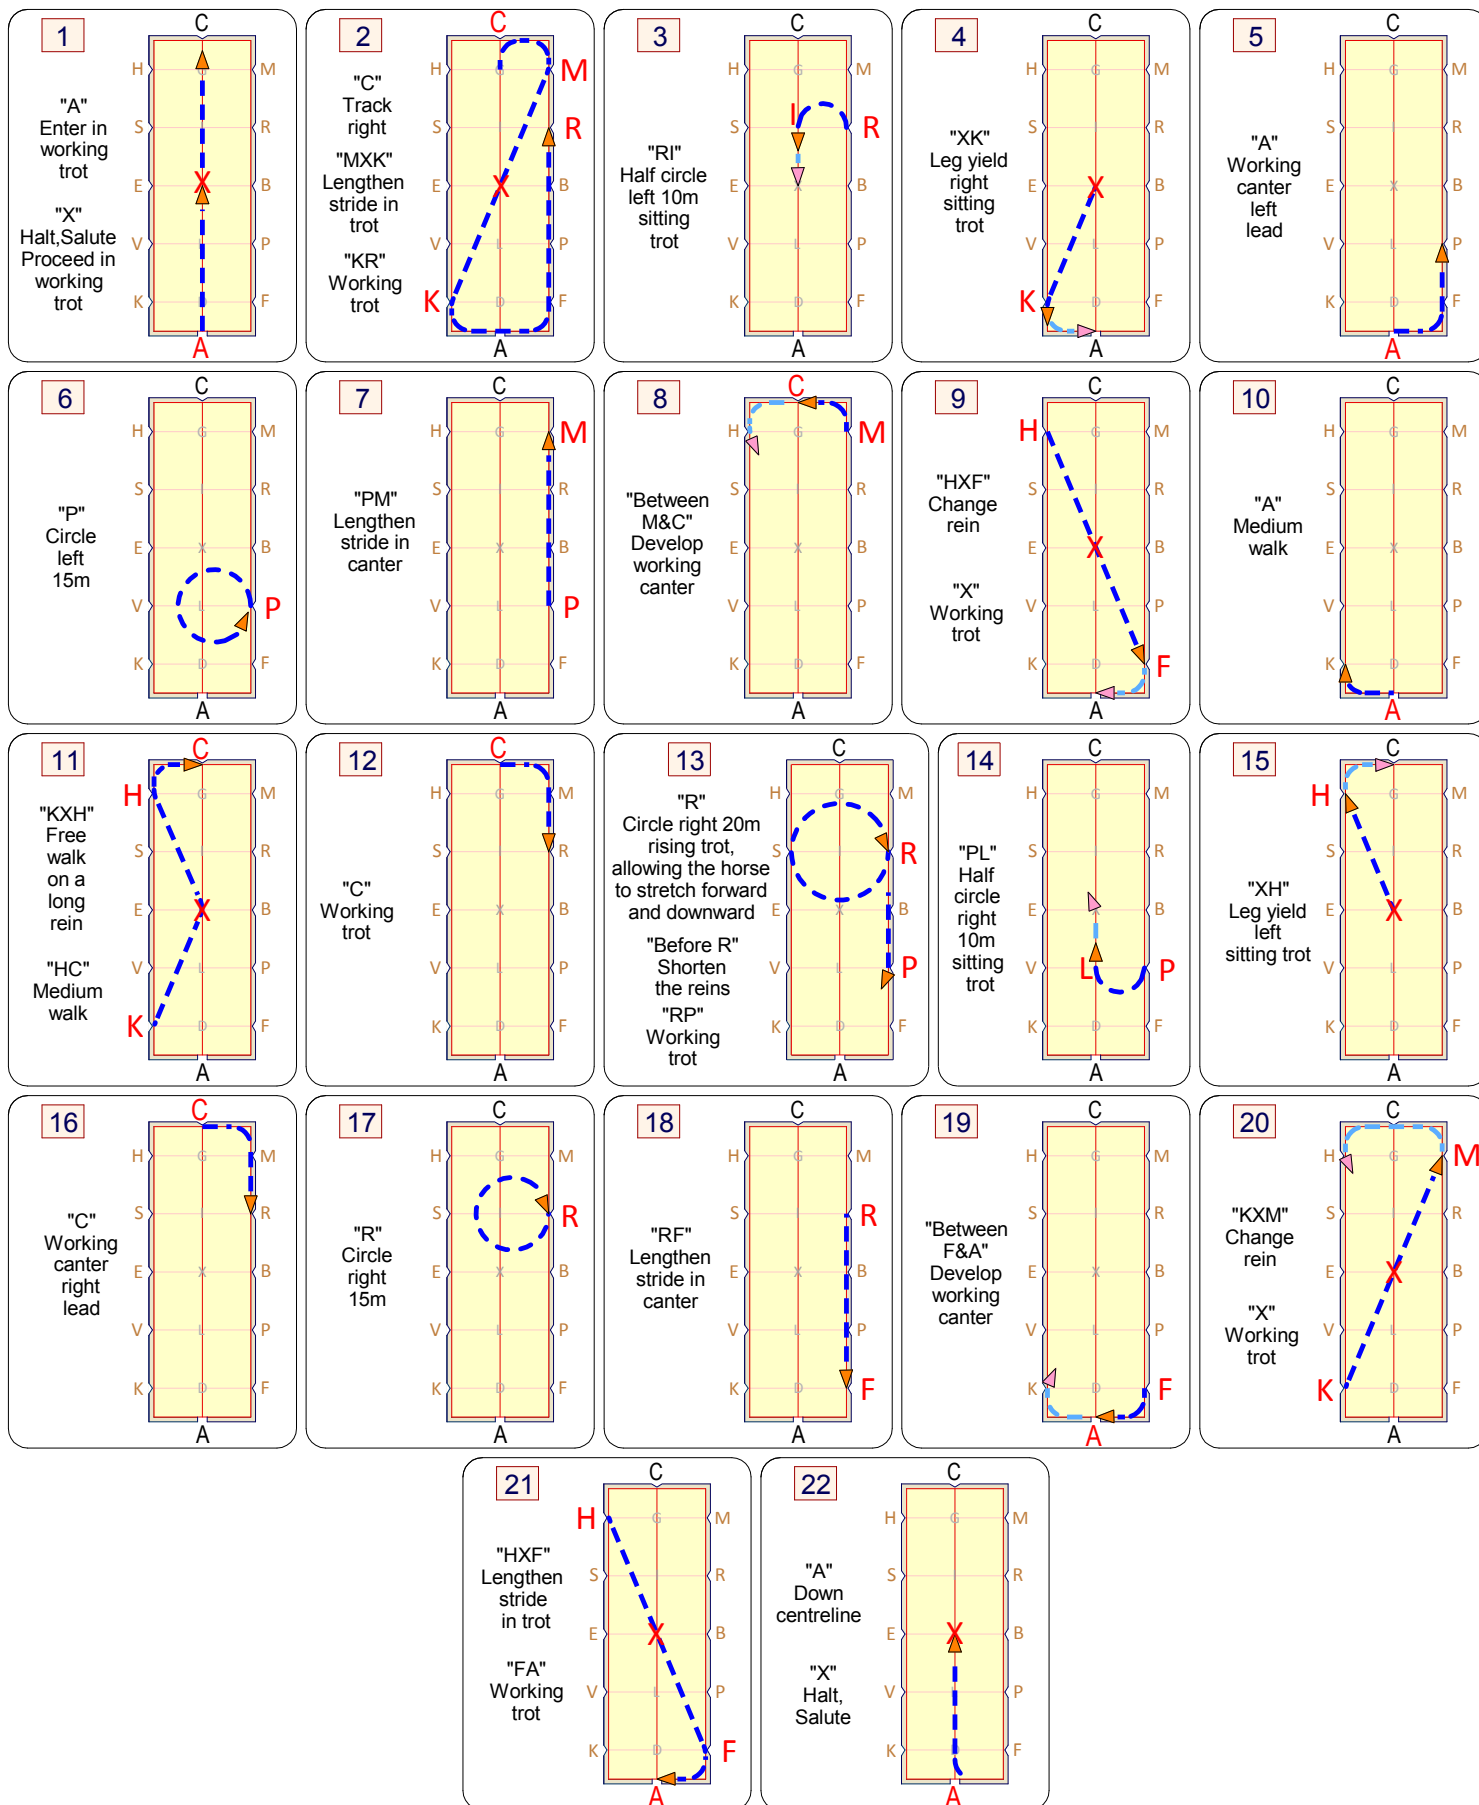 1
C
H M
"A"
Enter in
working
trot
S R
E X B
"X"
Halt,Salute
Proceed in
working
trot
V P
K F
A
2
C
H G M
"C"
Track
right
S R
"MXK"
Lengthen
stride in
trot
E X B
V L P
"KR"
Working
trot
K D F
A
3
C
H G M
S I R
"RI"
Half circle
left 10m
sitting
trot
E X B
V L P
K D F
A
4
C
H G M
S R
"XK"
Leg yield
right
sitting
trot
E X B
V L P
K D F
A
5
C
H G M
"A"
Working
canter
left
lead
S R
E X B
V L P
K D F
A
6
C
H G M
S R
"P"
Circle
left
15m
E X B
V L P
K D F
A
7
C
H G M
S R
"PM"
Lengthen
stride in
canter
E X B
V L P
K D F
A
8
C
H G M
S R
"Between
M&C"
Develop
working
canter
E X B
V L P
K D F
A
9
C
H G M
"HXF"
Change
rein
S R
E X B
"X"
Working
trot
V L P
K D F
A
10
C
H G M
S R
"A"
Medium
walk
E X B
V L P
K D F
A
11
C
H G M
"KXH"
Free
walk
on a
long
rein
S R
E X B
"HC"
Medium
walk
V L P
K D F
A
12
C
H G M
S R
"C"
Working
trot
E X B
V L P
K D F
A
13
C
H G M
"R"
Circle right 20m
rising trot,
allowing the horse
to stretch forward
and downward
S R
E X B
"Before R"
Shorten
the reins
V L P
"RP"
Working
trot
K D F
A
14
C
H G M
S R
"PL"
Half
circle
right
10m
sitting
trot
E X B
V L P
K D F
A
15
C
H G M
S R
"XH"
Leg yield
left
sitting trot
E X B
V L P
K D F
A
16
C
H G M
S R
"C"
Working
canter
right
lead
E X B
V L P
K D F
A
17
C
H G M
S R
"R"
Circle
right
15m
E X B
V L P
K D F
A
18
C
H G M
S R
"RF"
Lengthen
stride in
canter
E X B
V L P
K D F
A
19
C
H G M
S R
"Between
F&A"
Develop
working
canter
E X B
V L P
K D F
A
20
C
H G M
"KXM"
Change
rein
S R
E X B
"X"
Working
trot
V L P
K D F
A
21
C
H G M
"HXF"
Lengthen
stride
in trot
S R
E X B
"FA"
Working
trot
V L P
K D F
A
22
C
H G M
"A"
Down
centreline
S R
E X B
"X"
Halt,
Salute
V P
K F
A